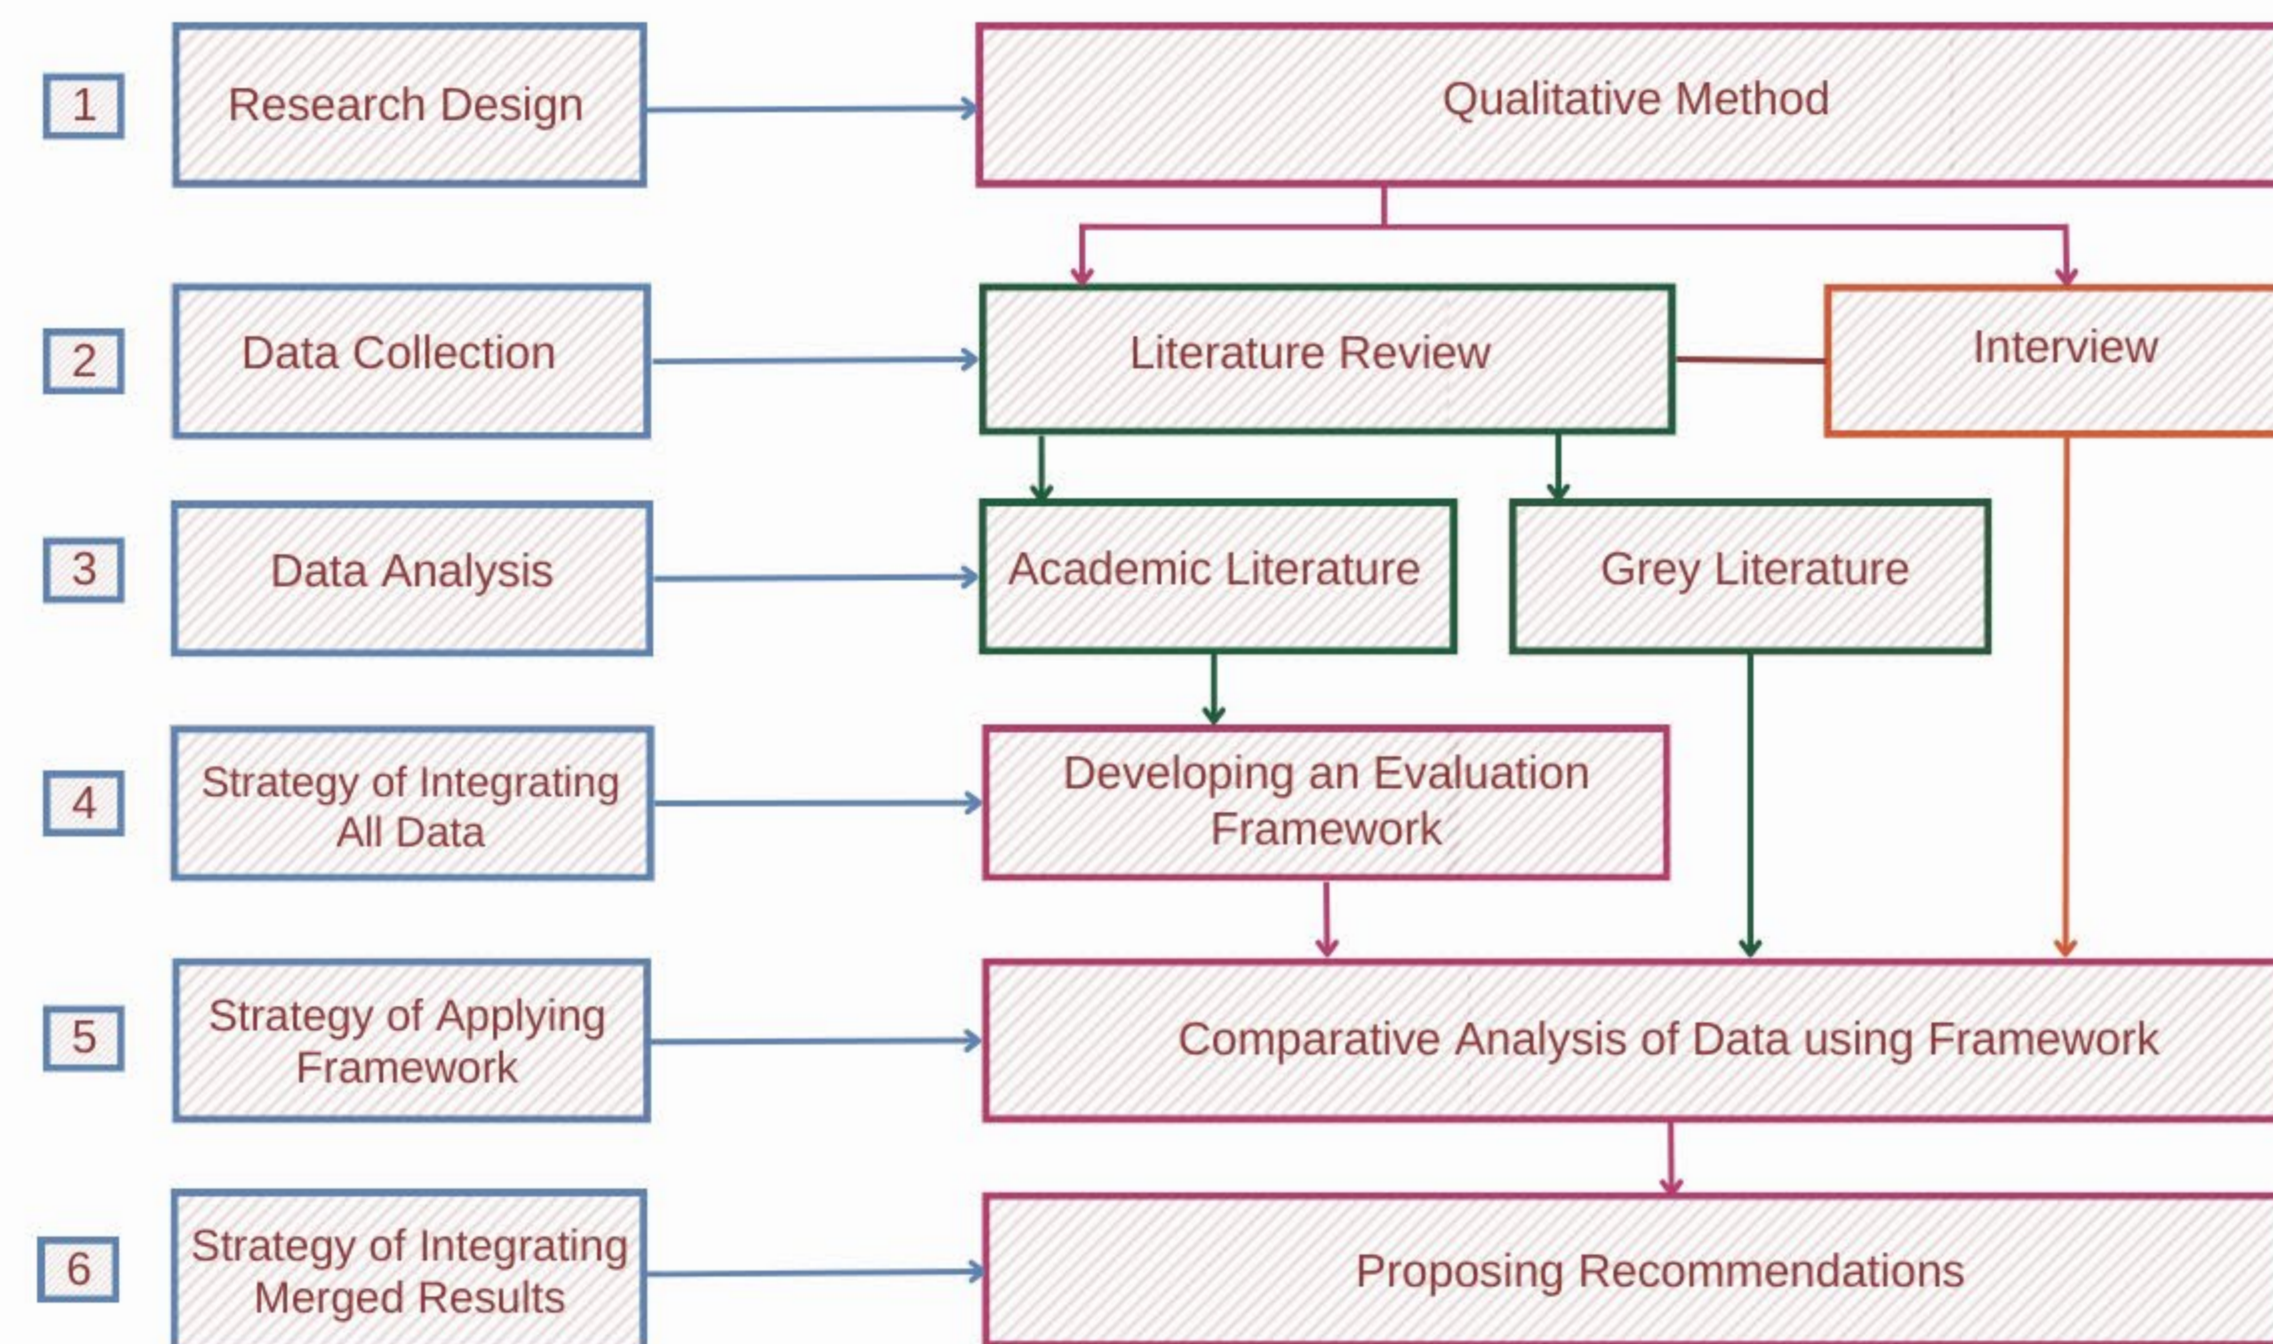 1
Research Design
Qualitative Method
2
Data Collection
Literature Review
Interview
3
Data Analysis
Academic Literature
Grey Literature
4
Strategy of Integrating
All Data
Developing an Evaluation
Framework
5
Strategy of Applying
Framework
Comparative Analysis of Data using Framework
6
Strategy of Integrating
Merged Results
Proposing Recommendations